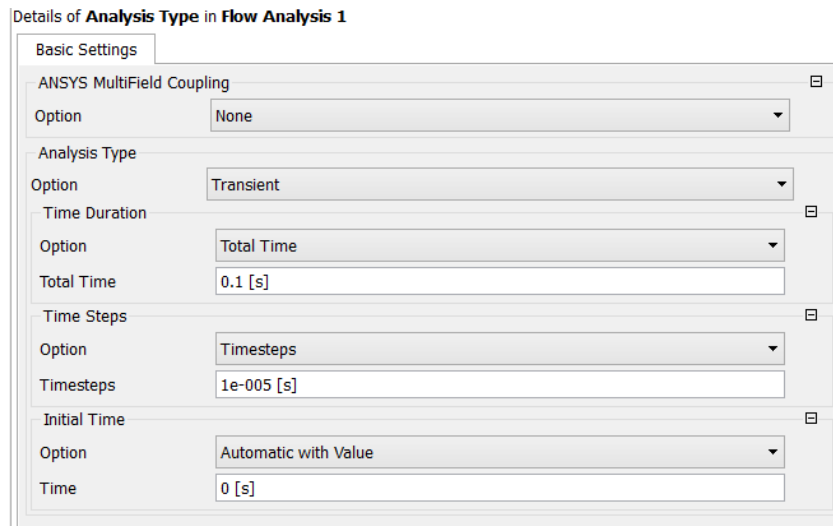 Details of Analysis Type in Flow Analysis 1
Basic Settings
ANSYS MultiField Coupling
Option None
Analysis Type
Option Transient
Time Duration
Option Total Time
Total Time 0.1 [s]
Time Steps
Option Timesteps
Timesteps 1e-005 [s]
Initial Time
Option Automatic with Value
Time 0 [s]